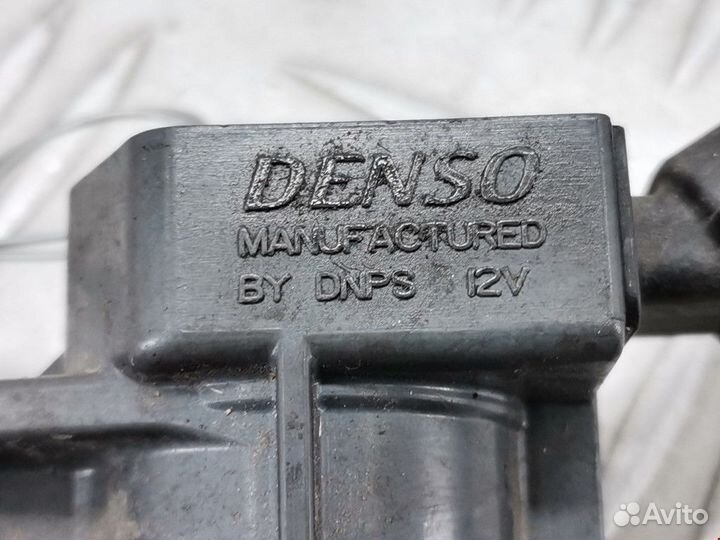 DENSO
MANUFACTURED
BY DNPS 12V
Avito